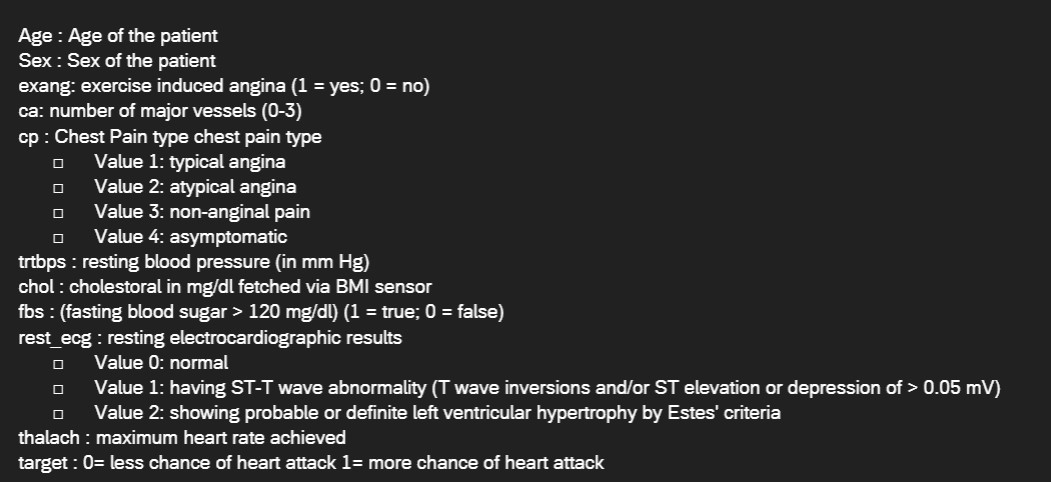 Age : Age of the patient
Sex : Sex of the patient
exang: exercise induced angina (1 = yes; 0 = no)
ca: number of major vessels (0-3)
cp : Chest Pain type chest pain type
Value 1: typical angina
Value 2: atypical angina
Value 3: non-anginal pain
Value 4: asymptomatic
trtbps : resting blood pressure (in mm Hg)
chol : cholestoral in mg/dl fetched via BMI sensor
fbs : (fasting blood sugar > 120 mg/dl) (1 = true; 0 = false)
rest_ecg : resting electrocardiographic results
Value 0: normal
Value 1: having ST-T wave abnormality (T wave inversions and/or ST elevation or depression of > 0.05 mV)
Value 2: showing probable or definite left ventricular hypertrophy by Estes' criteria
thalach : maximum heart rate achieved
target : 0= less chance of heart attack 1= more chance of heart attack